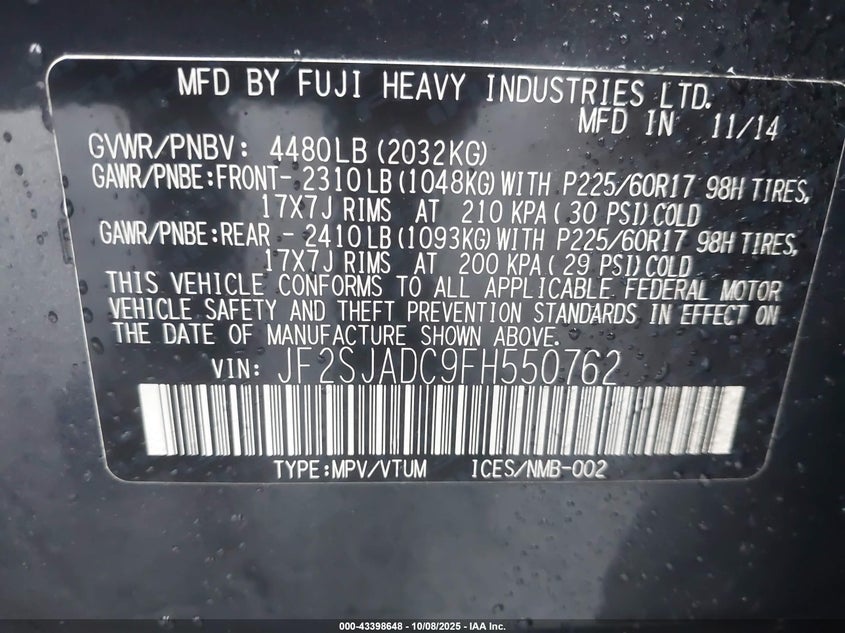 MFD BY FUJI HEAVY INDUSTRIES LTD.
MFD IN 11/14
GVWR/PNBV: 4480LB (2032KG)
GAWR/PNBE:FRONT- 2310LB (1048KG) WITH P225/60R17 98H TIRES,
17X7J RIMS AT 210 KPA (30 PSI) COLD
GAWR/PNBE:REAR - 2410LB (1093KG) WITH P225/60R17 98H TIRES,
17X7J RIMS AT 200 KPA (29 PSI) COLD
THIS VEHICLE CONFORMS TO ALL APPLICABLE FEDERAL MOTOR
VEHICLE SAFETY AND THEFT PREVENTION STANDARDS IN EFFECT ON
THE DATE OF MANUFACTURE SHOWN ABOVE.
VIN: JF2SJADC9FH550762
TYPE:MPV/VTUM ICES/NMB-002
000-43398648 - 10/08/2025 - IAA Inc.